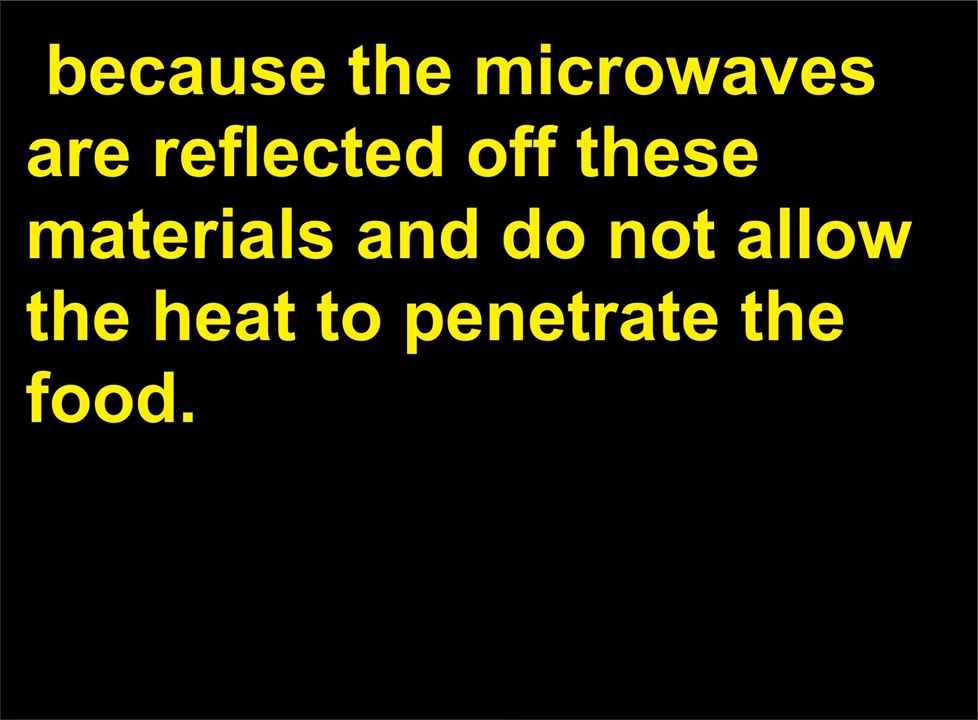 because the microwaves
are reflected off these
materials and do not allow
the heat to penetrate the
food.